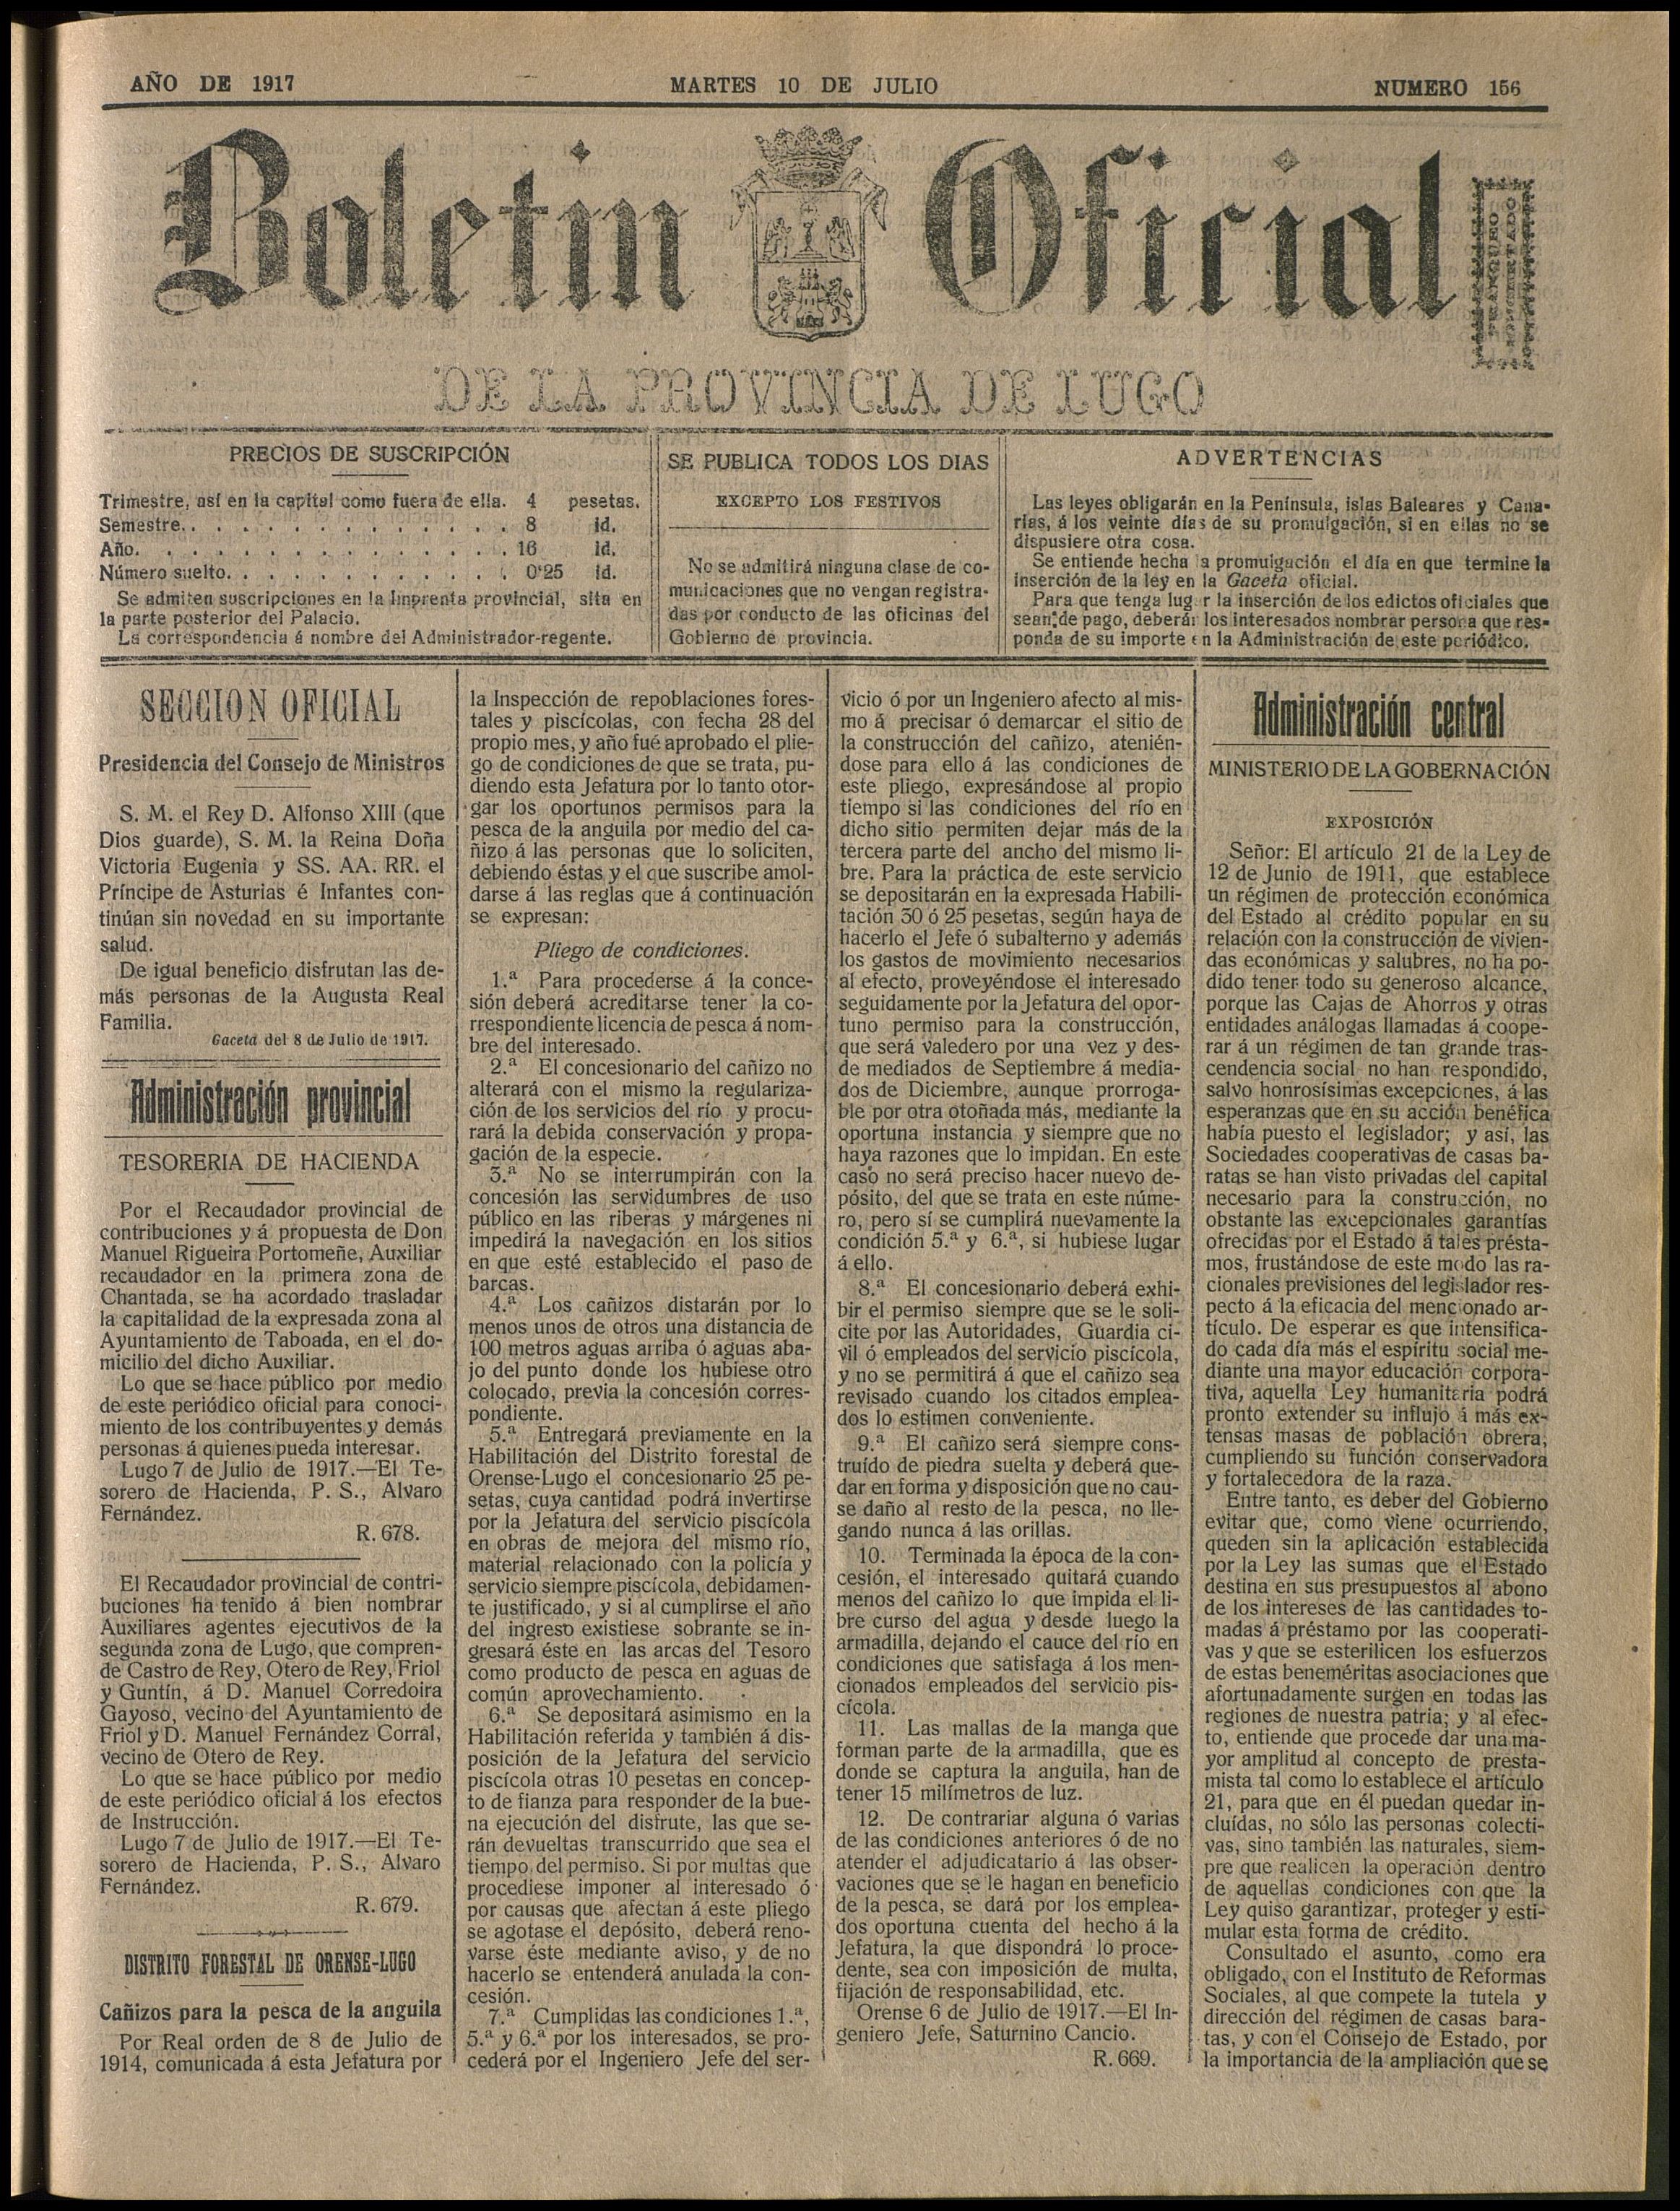 AÑO DE 1917
MARTES 10 DE JULIO
NUMERO 156
Boletin Oficial
FRANQUEO
CONCERTADO
DE LA PROVINCIA DE LUGO
PRECIOS DE SUSCRIPCIÓN
Trimestre, así en la capital como fuera de ella. 4 pesetas.
Semestre. . . . . . . . . . . . . . . 8 id.
Año. . . . . . . . . . . . . . . . . 16 id.
Número suelto. . . . . . . . . . . . . 0'25 id.
Se admiten suscripciones en la Imprenta provincial, sita en
la parte posterior del Palacio.
La correspondencia á nombre del Administrador-regente.
SE PUBLICA TODOS LOS DIAS
EXCEPTO LOS FESTIVOS
No se admitirá ninguna clase de co-
municaciones que no vengan registra-
das por conducto de las oficinas del
Gobierno de provincia.
ADVERTENCIAS
Las leyes obligarán en la Península, islas Baleares y Cana-
rias, á los veinte días de su promulgación, si en ellas no se
dispusiere otra cosa.
Se entiende hecha a promulgación el día en que termine la
inserción de la ley en la Gaceta oficial.
Para que tenga lug r la inserción de los edictos oficiales que
sean de pago, deberán los interesados nombrar persona que res-
ponda de su importe en la Administración de este periódico.
SECCION OFICIAL
Presidencia del Consejo de Ministros
S. M. el Rey D. Alfonso XIII (que
Dios guarde), S. M. la Reina Doña
Victoria Eugenia y SS. AA. RR. el
Príncipe de Asturias é Infantes con-
tinúan sin novedad en su importante
salud.
De igual beneficio disfrutan las de-
más personas de la Augusta Real
Familia.
Gaceta del 8 de Julio de 1917.
Administración provincial
TESORERIA DE HACIENDA
Por el Recaudador provincial de
contribuciones y á propuesta de Don
Manuel Rigueira Portomeñe, Auxiliar
recaudador en la primera zona de
Chantada, se ha acordado trasladar
la capitalidad de la expresada zona al
Ayuntamiento de Taboada, en el do-
micilio del dicho Auxiliar.
Lo que se hace público por medio
de este periódico oficial para conoci-
miento de los contribuyentes y demás
personas á quienes pueda interesar.
Lugo 7 de Julio de 1917.—El Te-
sorero de Hacienda, P. S., Alvaro
Fernández.
R. 678.
El Recaudador provincial de contri-
buciones ha tenido á bien nombrar
Auxiliares agentes ejecutivos de la
segunda zona de Lugo, que compren-
de Castro de Rey, Otero de Rey, Friol
y Guntín, á D. Manuel Corredoira
Gayoso, vecino del Ayuntamiento de
Friol y D. Manuel Fernández Corral,
vecino de Otero de Rey.
Lo que se hace público por medio
de este periódico oficial á los efectos
de Instrucción.
Lugo 7 de Julio de 1917.—El Te-
sorero de Hacienda, P. S., Alvaro
Fernández.
R. 679.
DISTRITO FORESTAL DE ORENSE-LUGO
Cañizos para la pesca de la anguila
Por Real orden de 8 de Julio de
1914, comunicada á esta Jefatura por
la Inspección de repoblaciones fores-
tales y piscícolas, con fecha 28 del
propio mes, y año fué aprobado el plie-
go de condiciones de que se trata, pu-
diendo esta Jefatura por lo tanto otor-
gar los oportunos permisos para la
pesca de la anguila por medio del ca-
ñizo á las personas que lo soliciten,
debiendo éstas y el que suscribe amol-
darse á las reglas que á continuación
se expresan:
Pliego de condiciones.
1.ª Para procederse á la conce-
sión deberá acreditarse tener la co-
rrespondiente licencia de pesca á nom-
bre del interesado.
2.ª El concesionario del cañizo no
alterará con el mismo la regulariza-
ción de los servicios del río y procu-
rará la debida conservación y propa-
gación de la especie.
3.ª No se interrumpirán con la
concesión las servidumbres de uso
público en las riberas y márgenes ni
impedirá la navegación en los sitios
en que esté establecido el paso de
barcas.
4.ª Los cañizos distarán por lo
menos unos de otros una distancia de
100 metros aguas arriba ó aguas aba-
jo del punto donde los hubiese otro
colocado, previa la concesión corres-
pondiente.
5.ª Entregará previamente en la
Habilitación del Distrito forestal de
Orense-Lugo el concesionario 25 pe-
setas, cuya cantidad podrá invertirse
por la Jefatura del servicio piscícola
en obras de mejora del mismo río,
material relacionado con la policía y
servicio siempre piscícola, debidamen-
te justificado, y si al cumplirse el año
del ingreso existiese sobrante se in-
gresará éste en las arcas del Tesoro
como producto de pesca en aguas de
común aprovechamiento.
6.ª Se depositará asimismo en la
Habilitación referida y también á dis-
posición de la Jefatura del servicio
piscícola otras 10 pesetas en concep-
to de fianza para responder de la bue-
na ejecución del disfrute, las que se-
rán devueltas transcurrido que sea el
tiempo del permiso. Si por multas que
procediese imponer al interesado ó
por causas que afectan á este pliego
se agotase el depósito, deberá reno-
varse éste mediante aviso, y de no
hacerlo se entenderá anulada la con-
cesión.
7.ª Cumplidas las condiciones 1.ª,
5.ª y 6.ª por los interesados, se pro-
cederá por el Ingeniero Jefe del ser-
vicio ó por un Ingeniero afecto al mis-
mo á precisar ó demarcar el sitio de
la construcción del cañizo, atenién-
dose para ello á las condiciones de
este pliego, expresándose al propio
tiempo si las condiciones del río en
dicho sitio permiten dejar más de la
tercera parte del ancho del mismo li-
bre. Para la práctica de este servicio
se depositarán en la expresada Habili-
tación 30 ó 25 pesetas, según haya de
hacerlo el Jefe ó subalterno y además
los gastos de movimiento necesarios
al efecto, proveyéndose el interesado
seguidamente por la Jefatura del opor-
tuno permiso para la construcción,
que será valedero por una vez y des-
de mediados de Septiembre á media-
dos de Diciembre, aunque prorroga-
ble por otra otoñada más, mediante la
oportuna instancia y siempre que no
haya razones que lo impidan. En este
caso no será preciso hacer nuevo de-
pósito, del que se trata en este núme-
ro, pero sí se cumplirá nuevamente la
condición 5.ª y 6.ª, si hubiese lugar
á ello.
8.ª El concesionario deberá exhi-
bir el permiso siempre que se le soli-
cite por las Autoridades, Guardia ci-
vil ó empleados del servicio piscícola,
y no se permitirá á que el cañizo sea
revisado cuando los citados emplea-
dos lo estimen conveniente.
9.ª El cañizo será siempre cons-
truído de piedra suelta y deberá que-
dar en forma y disposición que no cau-
se daño al resto de la pesca, no lle-
gando nunca á las orillas.
10. Terminada la época de la con-
cesión, el interesado quitará cuando
menos del cañizo lo que impida el li-
bre curso del agua y desde luego la
armadilla, dejando el cauce del río en
condiciones que satisfaga á los men-
cionados empleados del servicio pis-
cícola.
11. Las mallas de la manga que
forman parte de la armadilla, que es
donde se captura la anguila, han de
tener 15 milímetros de luz.
12. De contrariar alguna ó varias
de las condiciones anteriores ó de no
atender el adjudicatario á las obser-
vaciones que se le hagan en beneficio
de la pesca, se dará por los emplea-
dos oportuna cuenta del hecho á la
Jefatura, la que dispondrá lo proce-
dente, sea con imposición de multa,
fijación de responsabilidad, etc.
Orense 6 de Julio de 1917.—El In-
geniero Jefe, Saturnino Cancio.
R. 669.
Administración central
MINISTERIO DE LA GOBERNACIÓN
EXPOSICIÓN
Señor: El artículo 21 de la Ley de
12 de Junio de 1911, que establece
un régimen de protección económica
del Estado al crédito popular en su
relación con la construcción de vivien-
das económicas y salubres, no ha po-
dido tener todo su generoso alcance,
porque las Cajas de Ahorros y otras
entidades análogas llamadas á coope-
rar á un régimen de tan grande tras-
cendencia social no han respondido,
salvo honrosísimas excepciones, á las
esperanzas que en su acción benéfica
había puesto el legislador; y así, las
Sociedades cooperativas de casas ba-
ratas se han visto privadas del capital
necesario para la construcción, no
obstante las excepcionales garantías
ofrecidas por el Estado á tales présta-
mos, frustándose de este modo las ra-
cionales previsiones del legislador res-
pecto á la eficacia del mencionado ar-
tículo. De esperar es que intensifica-
do cada día más el espíritu social me-
diante una mayor educación corpora-
tiva, aquella Ley humanitaria podrá
pronto extender su influjo á más ex-
tensas masas de población obrera,
cumpliendo su función conservadora
y fortalecedora de la raza.
Entre tanto, es deber del Gobierno
evitar que, como viene ocurriendo,
queden sin la aplicación establecida
por la Ley las sumas que el Estado
destina en sus presupuestos al abono
de los intereses de las cantidades to-
madas á préstamo por las cooperati-
vas y que se esterilicen los esfuerzos
de estas beneméritas asociaciones que
afortunadamente surgen en todas las
regiones de nuestra patria; y al efec-
to, entiende que procede dar una ma-
yor amplitud al concepto de presta-
mista tal como lo establece el artículo
21, para que en él puedan quedar in-
cluídas, no sólo las personas colecti-
vas, sino también las naturales, siem-
pre que realicen la operación dentro
de aquellas condiciones con que la
Ley quiso garantizar, proteger y esti-
mular esta forma de crédito.
Consultado el asunto, como era
obligado, con el Instituto de Reformas
Sociales, al que compete la tutela y
dirección del régimen de casas bara-
tas, y con el Consejo de Estado, por
la importancia de la ampliación que se